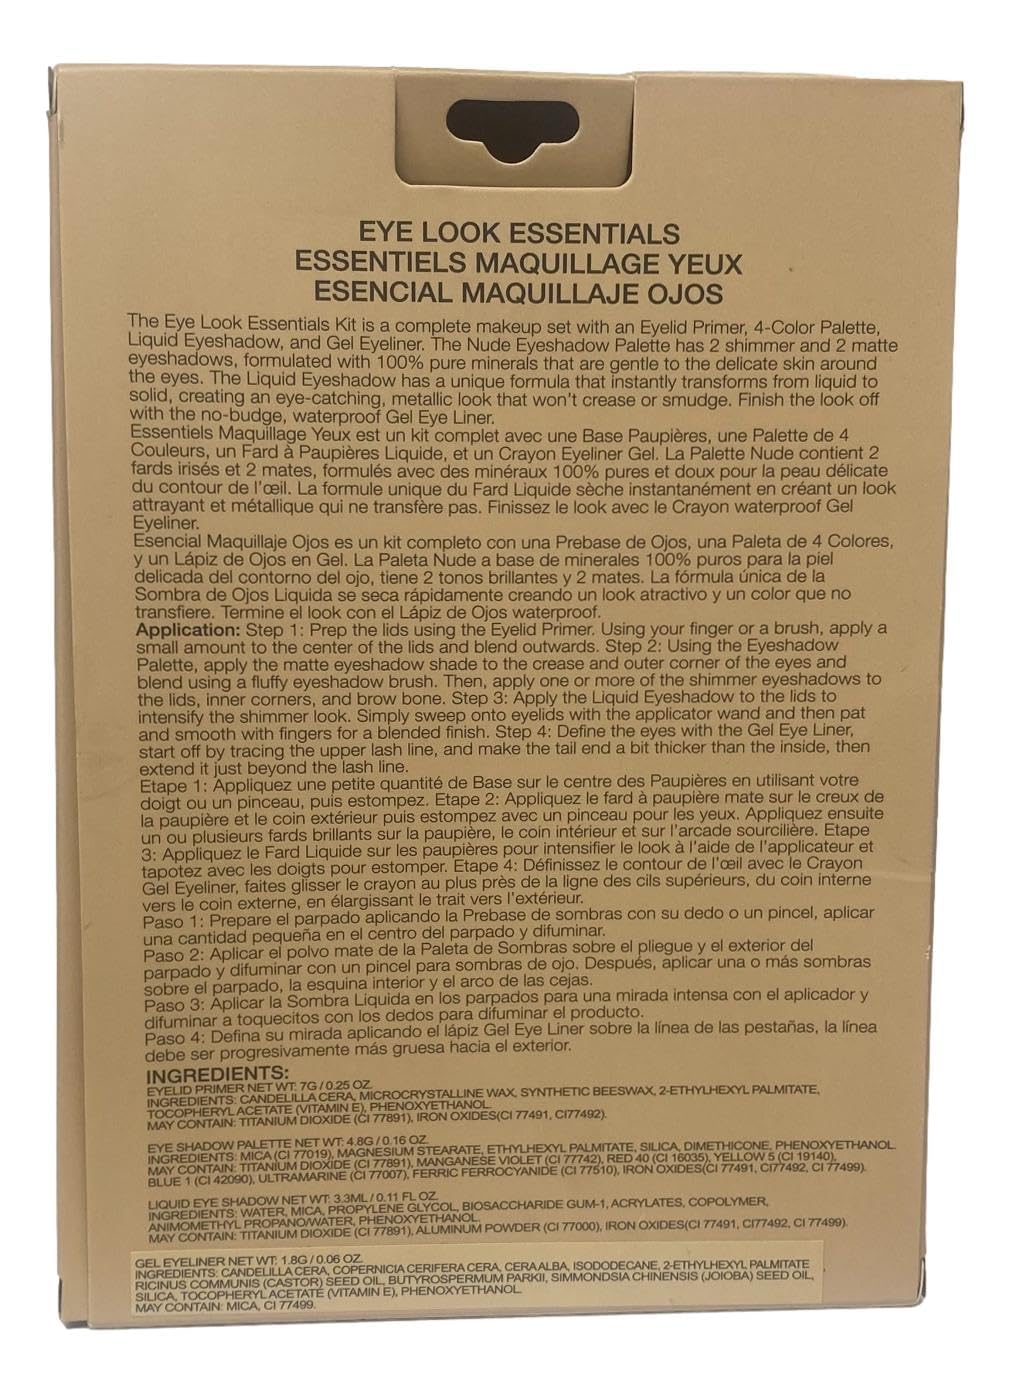 EYE LOOK ESSENTIALS
ESSENTIELS MAQUILLAGE YEUX
ESENCIAL MAQUILLAJE OJOS
The Eye Look Essentials Kit is a complete makeup set with an Eyelid Primer, 4-Color Palette,
Liquid Eyeshadow, and Gel Eyeliner. The Nude Eyeshadow Palette has 2 shimmer and 2 matte
eyeshadows, formulated with 100% pure minerals that are gentle to the delicate skin around
the eyes. The Liquid Eyeshadow has a unique formula that instantly transforms from liquid to
solid, creating an eye-catching, metallic look that won't crease or smudge. Finish the look off
with the no-budge, waterproof Gel Eye Liner.
Essentiels Maquillage Yeux est un kit complet avec une Base Paupières, une Palette de 4
Couleurs, un Fard à Paupières Liquide, et un Crayon Eyeliner Gel. La Palette Nude contient 2
fards irisés et 2 mates, formulés avec des minéraux 100% pures et doux pour la peau délicate
du contour de l'œil. La formule unique du Fard Liquide sèche instantanément en créant un look
attrayant et métallique qui ne transfère pas. Finissez le look avec le Crayon waterproof Gel
Eyeliner.
Esencial Maquillaje Ojos es un kit completo con una Prebase de Ojos, una Paleta de 4 Colores,
y un Lápiz de Ojos en Gel. La Paleta Nude a base de minerales 100% puros para la piel
delicada del contorno del ojo, tiene 2 tonos brillantes y 2 mates. La fórmula única de la
Sombra de Ojos Liquida se seca rápidamente creando un look atractivo y un color que no
transfiere. Termine el look con el Lápiz de Ojos waterproof.
Application: Step 1: Prep the lids using the Eyelid Primer. Using your finger or a brush, apply a
small amount to the center of the lids and blend outwards. Step 2: Using the Eyeshadow
Palette, apply the matte eyeshadow shade to the crease and outer corner of the eyes and
blend using a fluffy eyeshadow brush. Then, apply one or more of the shimmer eyeshadows to
the lids, inner corners, and brow bone. Step 3: Apply the Liquid Eyeshadow to the lids to
intensify the shimmer look. Simply sweep onto eyelids with the applicator wand and then pat
and smooth with fingers for a blended finish. Step 4: Define the eyes with the Gel Eye Liner,
start off by tracing the upper lash line, and make the tail end a bit thicker than the inside, then
extend it just beyond the lash line.
Etape 1: Appliquez une petite quantité de Base sur le centre des Paupières en utilisant votre
doigt ou un pinceau, puis estompez. Etape 2: Appliquez le fard à paupière mate sur le creux de
la paupière et le coin extérieur puis estompez avec un pinceau pour les yeux. Appliquez ensuite
un ou plusieurs fards brillants sur la paupière, le coin intérieur et sur l'arcade sourcilière. Etape
3: Appliquez le Fard Liquide sur les paupières pour intensifier le look à l'aide de l'applicateur et
tapotez avec les doigts pour estomper. Etape 4: Définissez le contour de l'œil avec le Crayon
Gel Eyeliner, faites glisser le crayon au plus près de la ligne des cils supérieurs, du coin interne
vers le coin externe, en élargissant le trait vers l'extérieur.
Paso 1: Prepare el parpado aplicando la Prebase de sombras con su dedo o un pincel, aplicar
una cantidad pequeña en el centro del parpado y difuminar.
Paso 2: Aplicar el polvo mate de la Paleta de Sombras sobre el pliegue y el exterior del
parpado y difuminar con un pincel para sombras de ojo. Después, aplicar una o más sombras
sobre el parpado, la esquina interior y el arco de las cejas.
Paso 3: Aplicar la Sombra Liquida en los parpados para una mirada intensa con el aplicador y
difuminar a toquecitos con los dedos para difuminar el producto.
Paso 4: Defina su mirada aplicando el lápiz Gel Eye Liner sobre la línea de las pestañas, la línea
debe ser progresivamente más gruesa hacia el exterior.
INGREDIENTS:
EYELID PRIMER NET WT: 7G / 0.25 OZ.
INGREDIENTS: CANDELILLA CERA, MICROCRYSTALLINE WAX, SYNTHETIC BEESWAX, 2-ETHYLHEXYL PALMITATE,
TOCOPHERYL ACETATE (VITAMIN E), PHENOXYETHANOL.
MAY CONTAIN: TITANIUM DIOXIDE (CI 77891), IRON OXIDES(CI 77491, CI77492).
EYE SHADOW PALETTE NET WT: 4.8G / 0.16 OZ.
INGREDIENTS: MICA (CI 77019), MAGNESIUM STEARATE, ETHYLHEXYL PALMITATE, SILICA, DIMETHICONE, PHENOXYETHANOL.
MAY CONTAIN: TITANIUM DIOXIDE (CI 77891), MANGANESE VIOLET (CI 77742), RED 40 (CI 16035), YELLOW 5 (CI 19140),
BLUE 1 (CI 42090), ULTRAMARINE (CI 77007), FERRIC FERROCYANIDE (CI 77510), IRON OXIDES(CI 77491, CI77492, CI 77499).
LIQUID EYE SHADOW NET WT: 3.3ML / 0.11 FL OZ.
INGREDIENTS: WATER, MICA, PROPYLENE GLYCOL, BIOSACCHARIDE GUM-1, ACRYLATES, COPOLYMER,
ANIMOMETHYL PROPANO/WATER, PHENOXYETHANOL.
MAY CONTAIN: TITANIUM DIOXIDE (CI 77891), ALUMINUM POWDER (CI 77000), IRON OXIDES(CI 77491, CI77492, CI 77499).
GEL EYELINER NET WT: 1.8G / 0.06 OZ.
INGREDIENTS: CANDELILLA CERA, COPERNICIA CERIFERA CERA, CERA ALBA, ISODODECANE, 2-ETHYLHEXYL PALMITATE
RICINUS COMMUNIS (CASTOR) SEED OIL, BUTYROSPERMUM PARKII, SIMMONDSIA CHINENSIS (JOIOBA) SEED OIL,
SILICA, TOCOPHERYL ACETATE (VITAMIN E), PHENOXYETHANOL.
MAY CONTAIN: MICA, CI 77499.